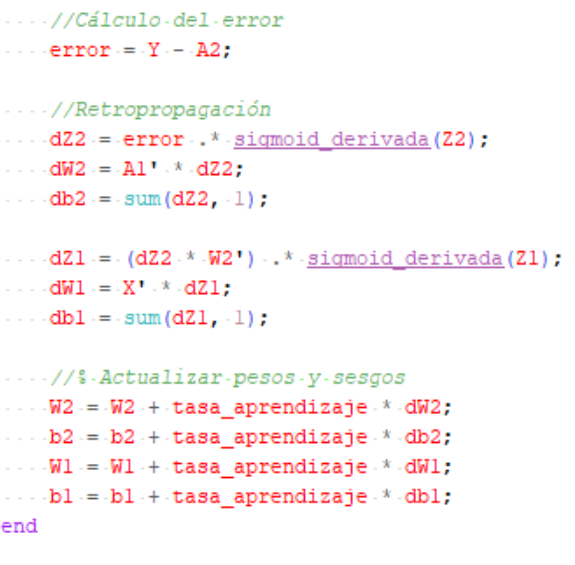 //Cálculo del error
error = Y - A2;
//Retropropagación
dZ2 = error .* sigmoid_derivada(Z2);
dW2 = A1' * dZ2;
db2 = sum(dZ2, 1);
dZ1 = (dZ2 * W2') .* sigmoid_derivada(Z1);
dW1 = X' * dZ1;
db1 = sum(dZ1, 1);
//% Actualizar pesos y sesgos
W2 = W2 + tasa_aprendizaje * dW2;
b2 = b2 + tasa_aprendizaje * db2;
W1 = W1 + tasa_aprendizaje * dW1;
b1 = b1 + tasa_aprendizaje * db1;
end